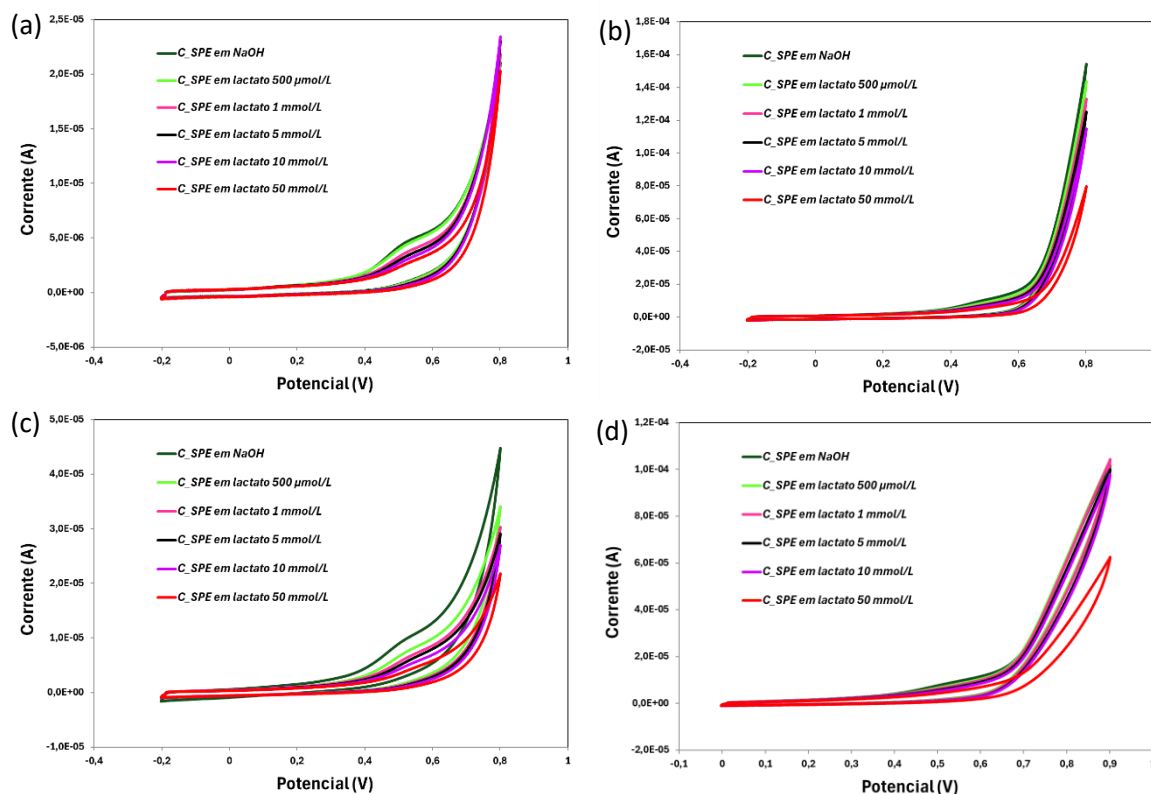 (a)
2,5E-05
2,0E-05
1,5E-05
1,0E-05
5,0E-06
0,0E+00
-5,0E-06
Corrente (A)
C_SPE em NaOH
C_SPE em lactato 500 µmol/L
C_SPE em lactato 1 mmol/L
C_SPE em lactato 5 mmol/L
C_SPE em lactato 10 mmol/L
C_SPE em lactato 50 mmol/L
-0,4 -0,2 0 0,2 0,4 0,6 0,8 1
Potencial (V)
(b)
1,8E-04
1,6E-04
1,4E-04
1,2E-04
1,0E-04
8,0E-05
6,0E-05
4,0E-05
2,0E-05
0,0E+00
-2,0E-05
Corrente (A)
C_SPE em NaOH
C_SPE em lactato 500 µmol/L
C_SPE em lactato 1 mmol/L
C_SPE em lactato 5 mmol/L
C_SPE em lactato 10 mmol/L
C_SPE em lactato 50 mmol/L
-0,4 -0,2 0 0,2 0,4 0,6 0,8 1
Potencial (V)
(c)
5,0E-05
4,0E-05
3,0E-05
2,0E-05
1,0E-05
0,0E+00
-1,0E-05
Corrente (A)
C_SPE em NaOH
C_SPE em lactato 500 µmol/L
C_SPE em lactato 1 mmol/L
C_SPE em lactato 5 mmol/L
C_SPE em lactato 10 mmol/L
C_SPE em lactato 50 mmol/L
-0,4 -0,2 0 0,2 0,4 0,6 0,8 1
Potencial (V)
(d)
1,2E-04
1,0E-04
8,0E-05
6,0E-05
4,0E-05
2,0E-05
0,0E+00
-2,0E-05
Corrente (A)
C_SPE em NaOH
C_SPE em lactato 500 µmol/L
C_SPE em lactato 1 mmol/L
C_SPE em lactato 5 mmol/L
C_SPE em lactato 10 mmol/L
C_SPE em lactato 50 mmol/L
-0,1 0 0,1 0,2 0,3 0,4 0,5 0,6 0,7 0,8 0,9 1
Potencial (V)